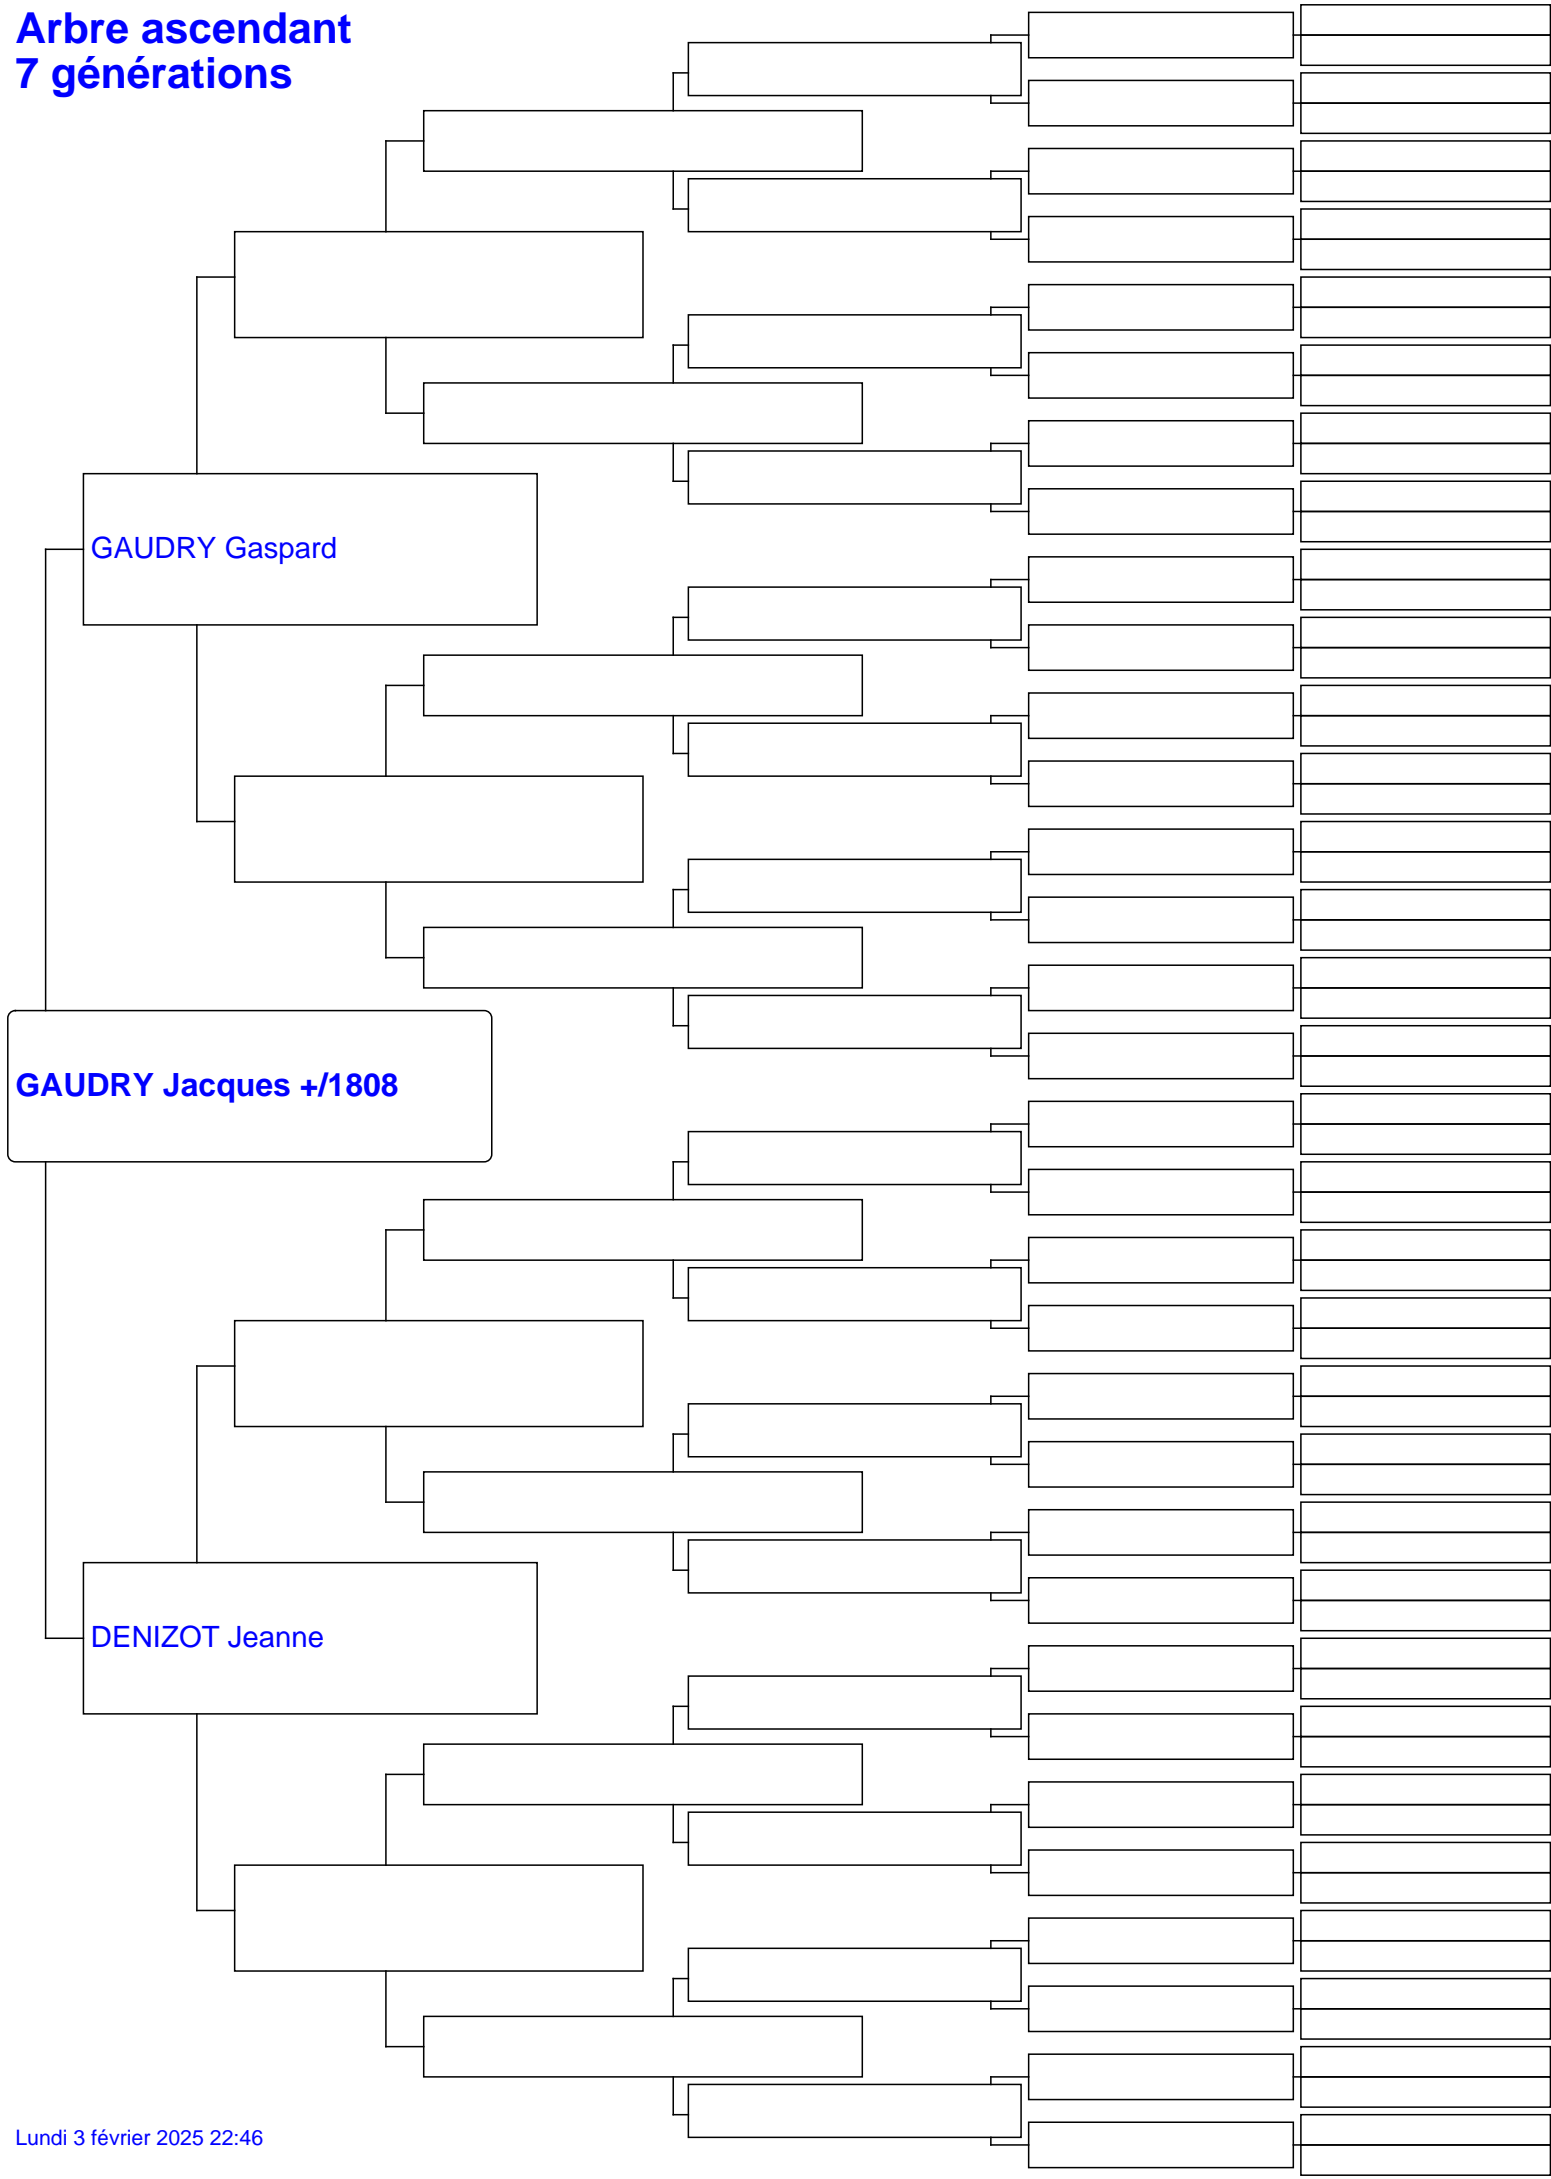 Arbre ascendant
7 générations
GAUDRY Gaspard
GAUDRY Jacques +/1808
DENIZOT Jeanne
Lundi 3 février 2025 22:46